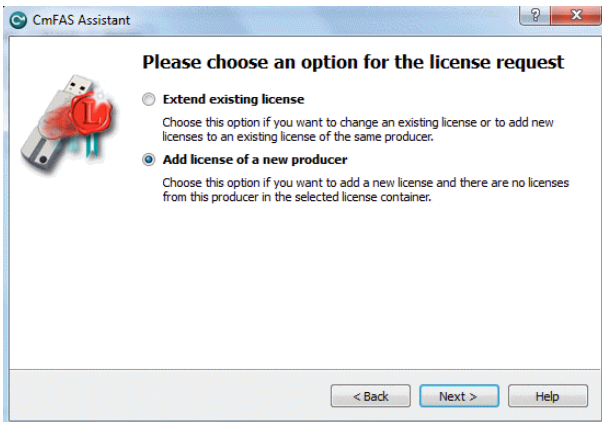 CmFAS Assistant
Please choose an option for the license request
Extend existing license
Choose this option if you want to change an existing license or to add new
licenses to an existing license of the same producer.
Add license of a new producer
Choose this option if you want to add a new license and there are no licenses
from this producer in the selected license container.
L
< Back Next > Help